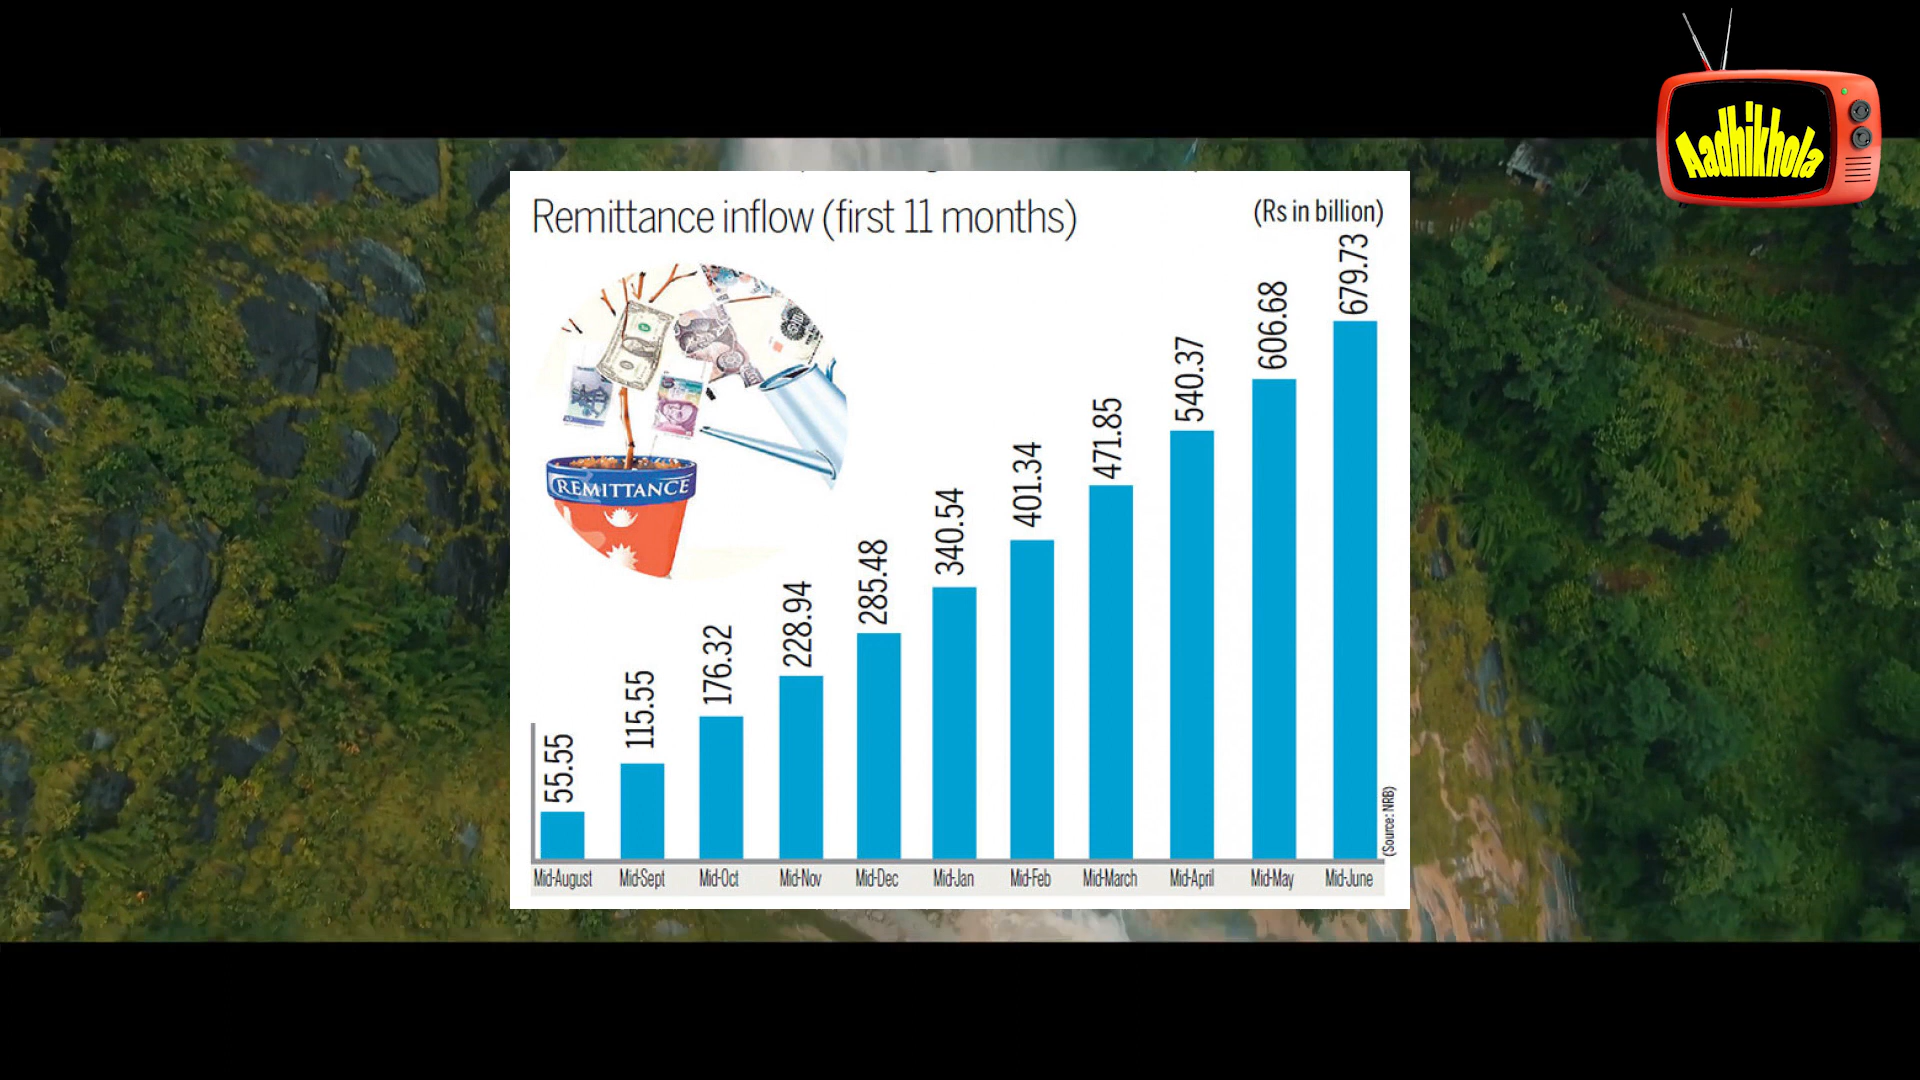 Aadhikhola
Remittance inflow (first 11 months)
(Rs in billion)
REMITTANCE
55.55
115.55
176.32
228.94
285.48
340.54
401.34
471.85
540.37
606.68
679.73
(Source: NRB)
Mid-August Mid-Sept Mid-Oct Mid-Nov Mid-Dec Mid-Jan Mid-Feb Mid-March Mid-April Mid-May Mid-June